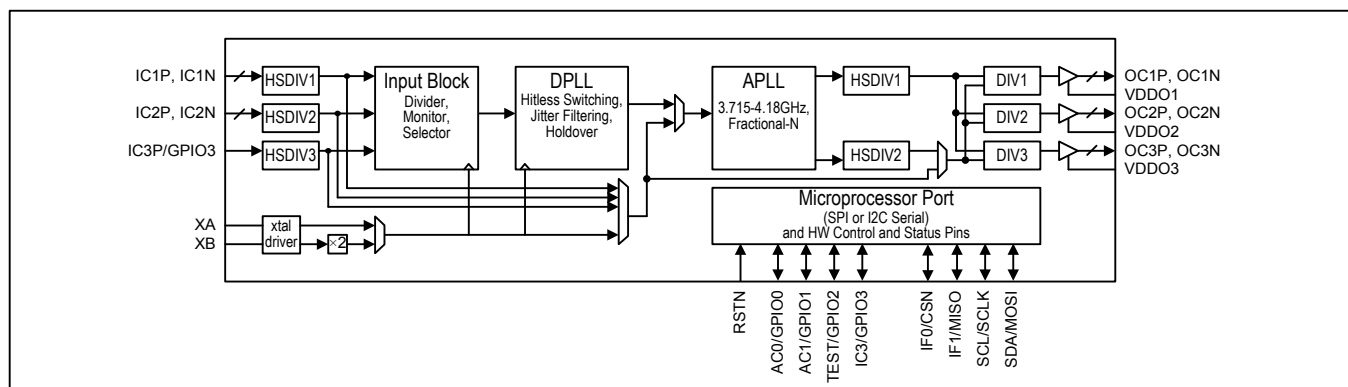 IC1P, IC1N
HSDIV1
IC2P, IC2N
HSDIV2
IC3P/GPIO3
HSDIV3
Input Block
Divider,
Monitor,
Selector
DPLL
Hitless Switching,
Jitter Filtering,
Holdover
APLL
3.715-4.18GHz,
Fractional-N
HSDIV1
HSDIV2
DIV1
DIV2
DIV3
OC1P, OC1N
VDDO1
OC2P, OC2N
VDDO2
OC3P, OC3N
VDDO3
XA
XB
xtal
driver
×2
Microprocessor Port
(SPI or I2C Serial)
and HW Control and Status Pins
RSTN
AC0/GPIO0
AC1/GPIO1
TEST/GPIO2
IC3/GPIO3
IF0/CSN
IF1/MISO
SCL/SCLK
SDA/MOSI